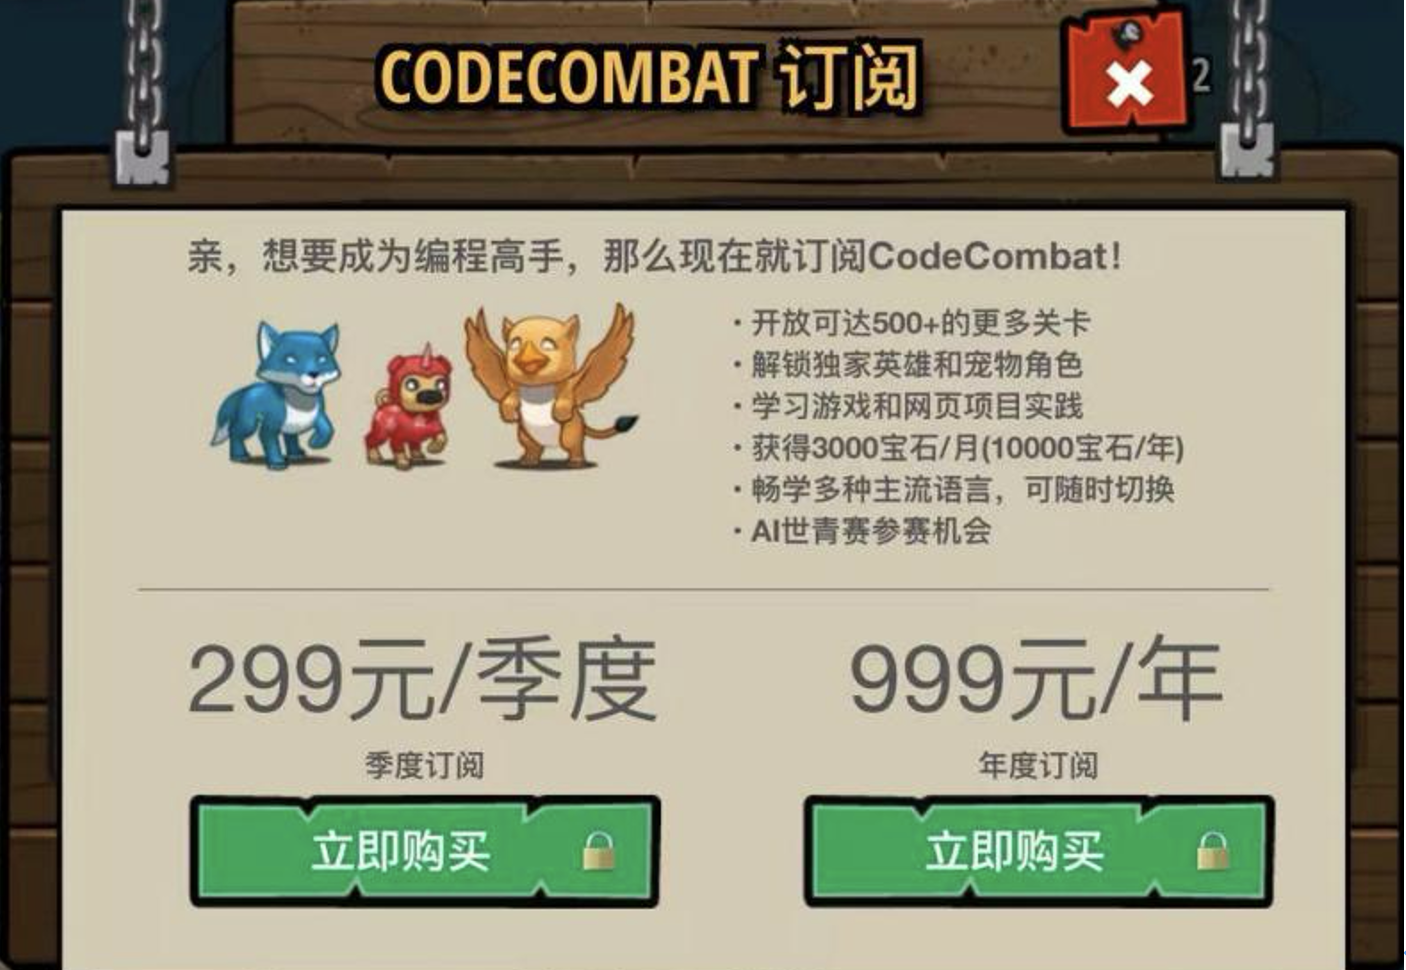 CODECOMBAT 订阅
2
亲，想要成为编程高手，那么现在就订阅CodeCombat！
·开放可达500+的更多关卡
·解锁独家英雄和宠物角色
·学习游戏和网页项目实践
·获得3000宝石/月(10000宝石/年)
·畅学多种主流语言，可随时切换
·AI世青赛参赛机会
299元/季度
季度订阅
立即购买
999元/年
年度订阅
立即购买